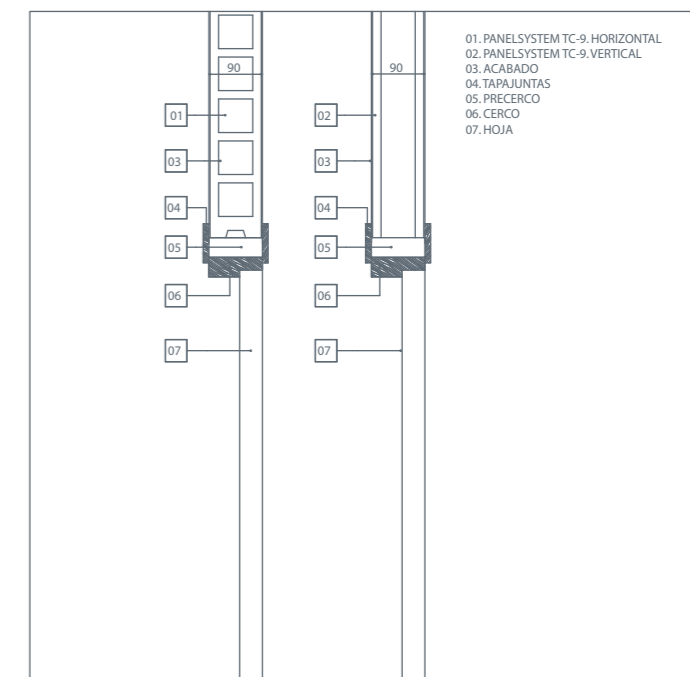 90
90
01
02
03
03
04
04
05
05
06
06
07
07
01. PANELSYSTEM TC-9. HORIZONTAL
02. PANELSYSTEM TC-9. VERTICAL
03. ACABADO
04. TAPAJUNTAS
05. PRECERCO
06. CERCO
07. HOJA